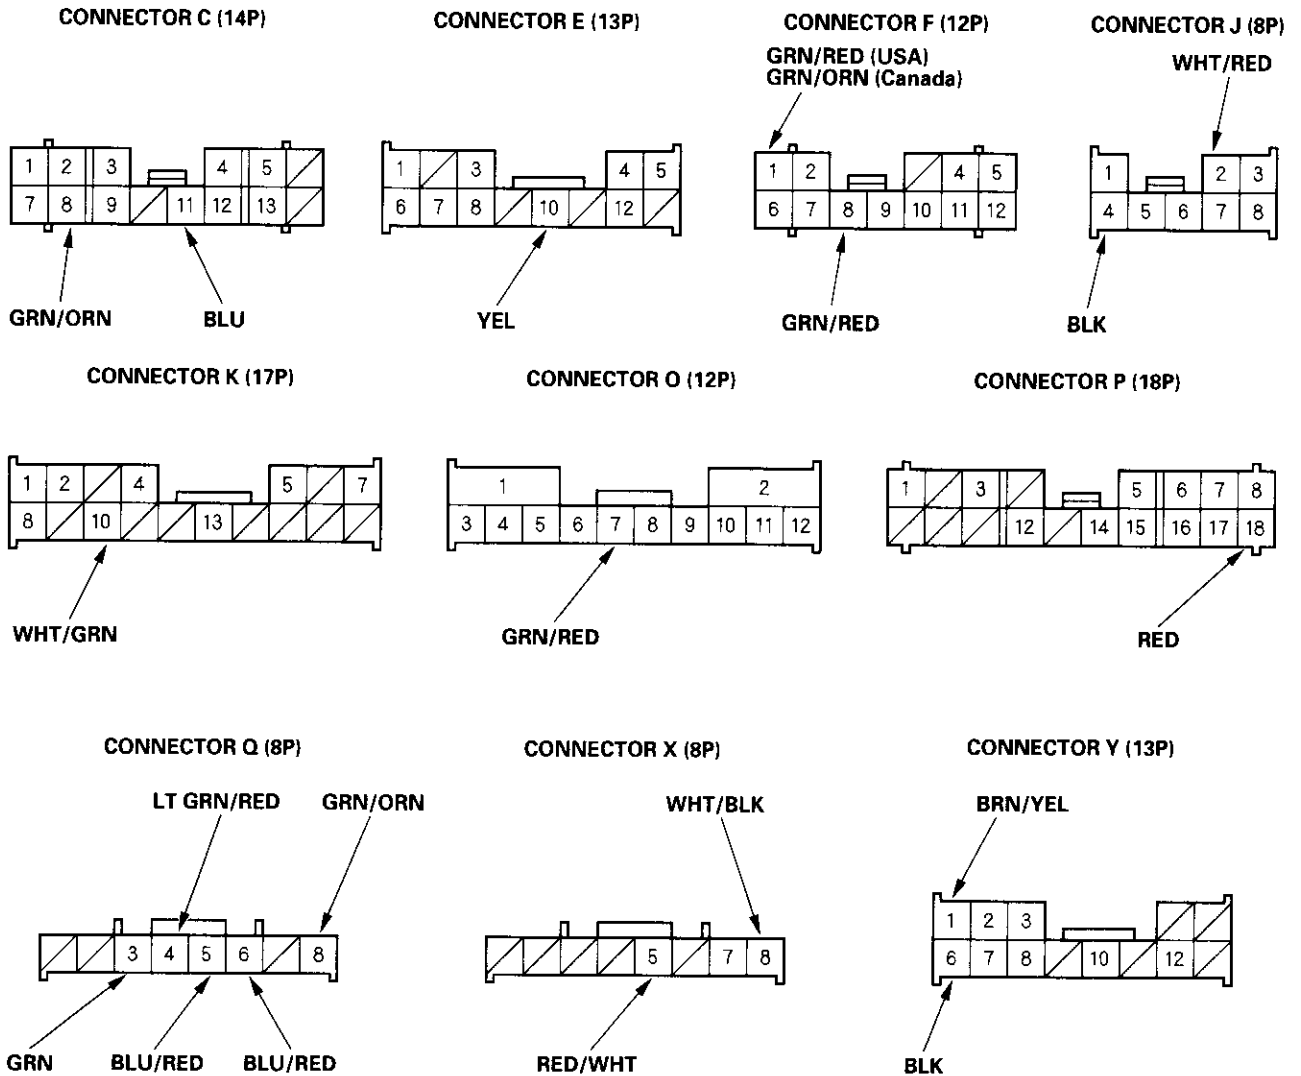 CONNECTOR C (14P)
CONNECTOR E (13P)
CONNECTOR F (12P)
CONNECTOR J (8P)
GRN/RED (USA)
GRN/ORN (Canada)
WHT/RED
1 2 3 4 5
7 8 9 11 12 13
GRN/ORN
BLU
1 3 4 5
6 7 8 10 12
YEL
1 2 4 5
6 7 8 9 10 11 12
GRN/RED
1 2 3
4 5 6 7 8
BLK
CONNECTOR K (17P)
CONNECTOR O (12P)
CONNECTOR P (18P)
1 2 4 5 7
8 10 13
WHT/GRN
1 2
3 4 5 6 7 8 9 10 11 12
GRN/RED
1 3 5 6 7 8
12 14 15 16 17 18
RED
CONNECTOR Q (8P)
CONNECTOR X (8P)
CONNECTOR Y (13P)
LT GRN/RED
GRN/ORN
3 4 5 6 8
GRN
BLU/RED
BLU/RED
WHT/BLK
5 7 8
RED/WHT
BRN/YEL
1 2 3
6 7 8 10 12
BLK